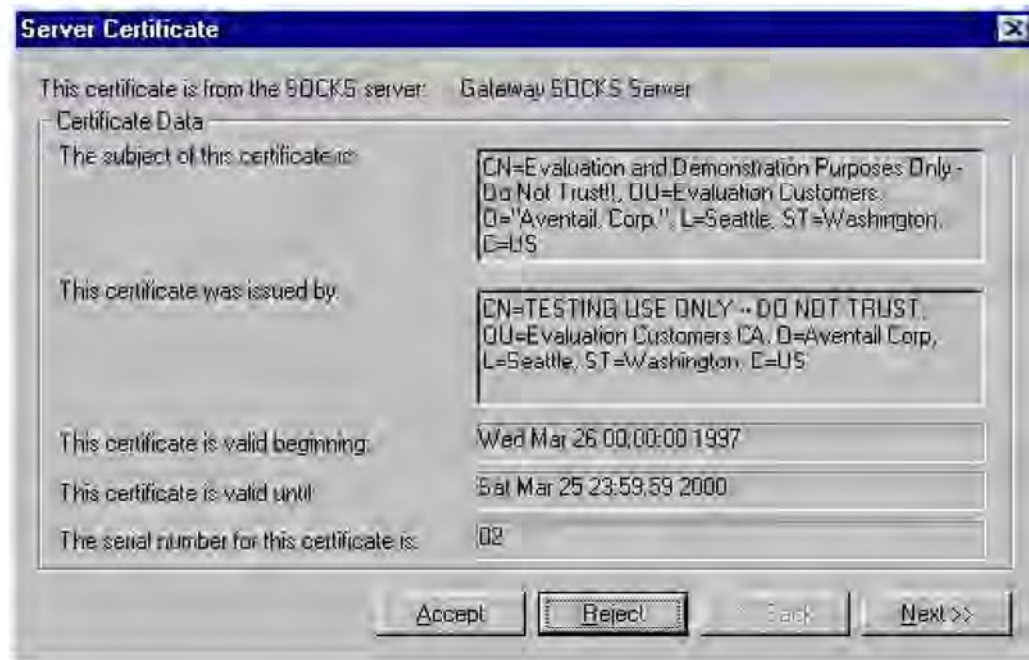 Server Certificate
This certificate is from the SOCKS server: Gateway SOCKS Server
Certificate Data
The subject of this certificate is:
CN=Evaluation and Demonstration Purposes Only -
Do Not Trust!!, OU=Evaluation Customers,
O="Aventail, Corp.", L=Seattle, ST=Washington,
C=US
This certificate was issued by:
CN=TESTING USE ONLY -- DO NOT TRUST,
OU=Evaluation Customers CA, O=Aventail Corp,
L=Seattle, ST=Washington, C=US
This certificate is valid beginning:
Wed Mar 26 00:00:00 1997
This certificate is valid until:
Sat Mar 25 23:59:59 2000
The serial number for this certificate is:
02
Accept
Reject
Back
Next >>